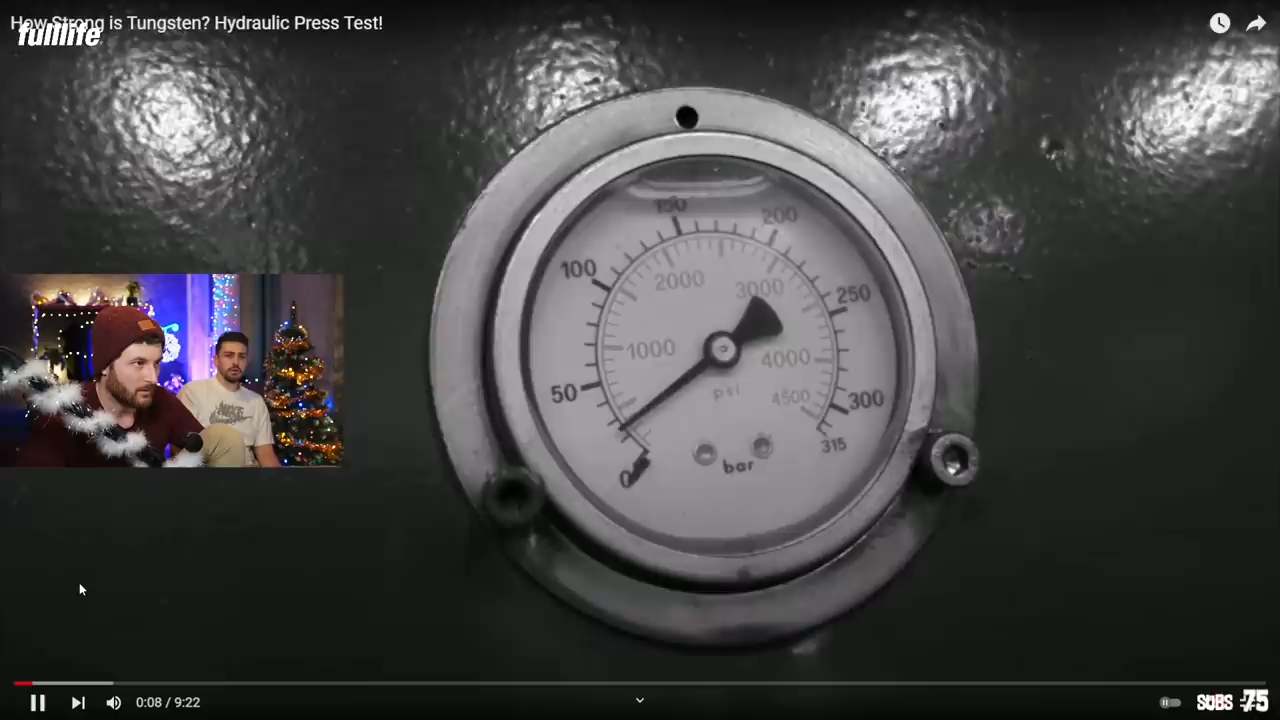 How Strong is Tungsten? Hydraulic Press Test!
fulllife
150
200
100
2000
3000
250
1000
4000
50
psi
4500
300
315
bar
0
0:08 / 9:22
SUBS 75